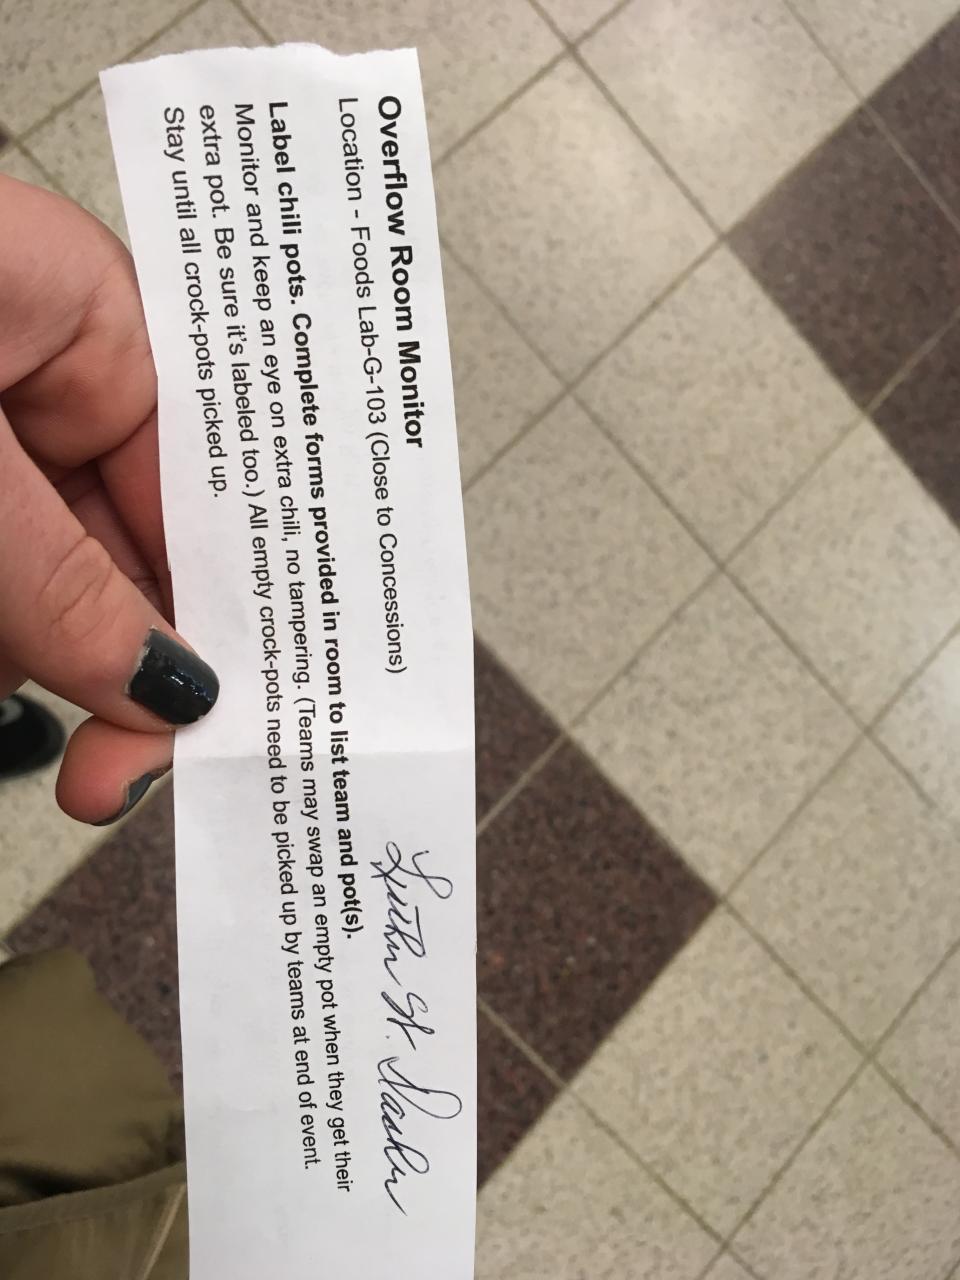 Overflow Room Monitor
Location - Foods Lab-G-103 (Close to Concessions)
Label chili pots. Complete forms provided in room to list team and pot(s).
Monitor and keep an eye on extra chili, no tampering. (Teams may swap an empty pot when they get their
extra pot. Be sure it's labeled too.) All empty crock-pots need to be picked up by teams at end of event.
Stay until all crock-pots picked up.
St.